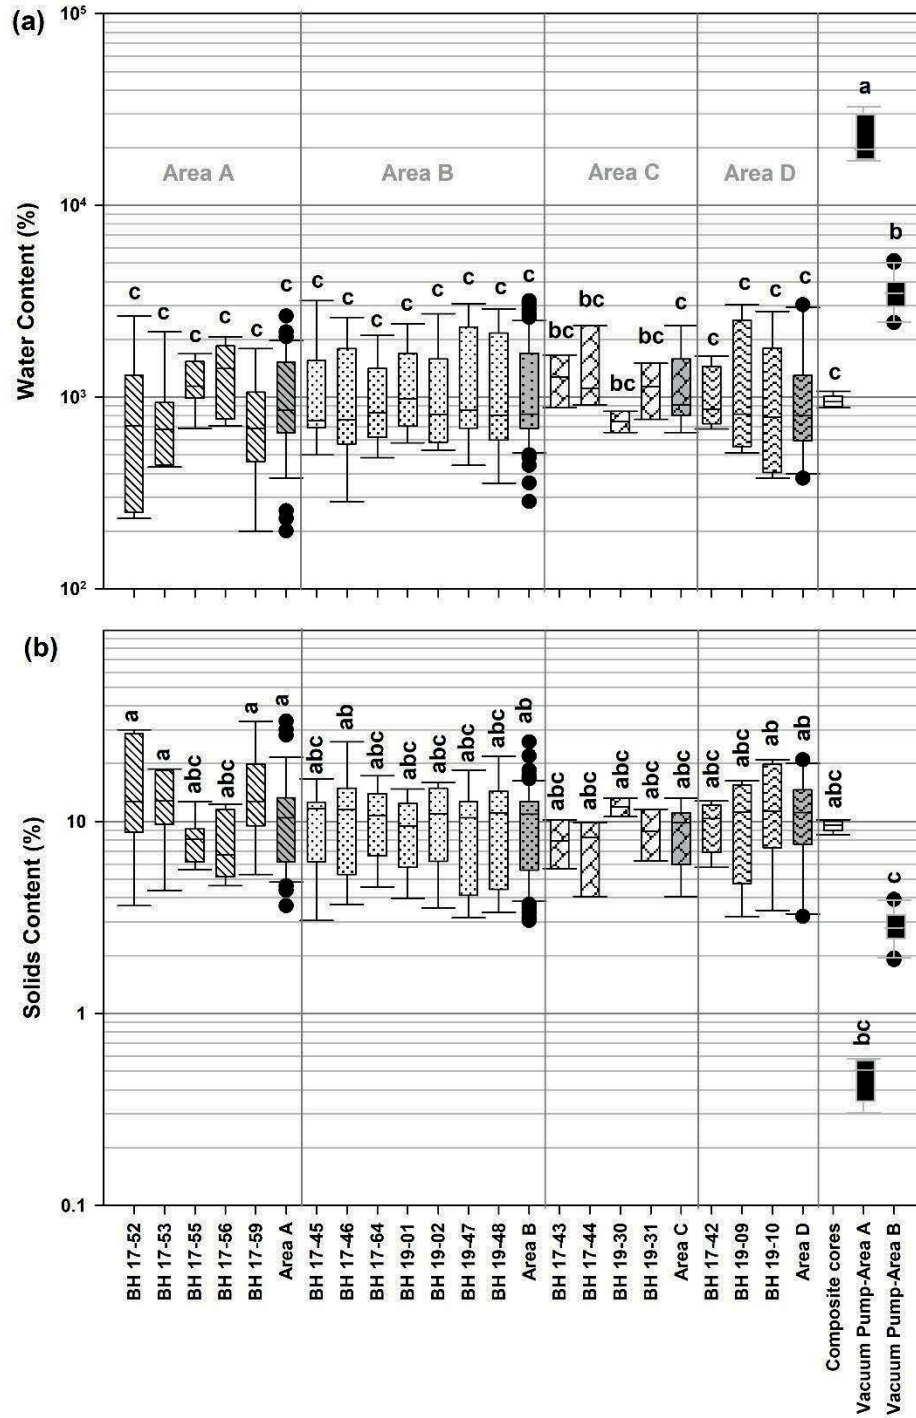 (a)
10⁵
a
Area A Area B Area C Area D
10⁴
b
Water Content (%)
c c c c c c c c c c c c c c bc bc bc bc c c c c c c
10³
10²
(b)
a a abc abc a a abc ab abc abc abc abc abc ab abc abc abc abc abc abc abc ab ab abc
10
Solids Content (%)
c
1
bc
0.1
BH 17-52
BH 17-53
BH 17-55
BH 17-56
BH 17-59
Area A
BH 17-45
BH 17-46
BH 17-64
BH 19-01
BH 19-02
BH 19-47
BH 19-48
Area B
BH 17-43
BH 17-44
BH 19-30
BH 19-31
Area C
BH 17-42
BH 19-09
BH 19-10
Area D
Composite cores
Vacuum Pump-Area A
Vacuum Pump-Area B